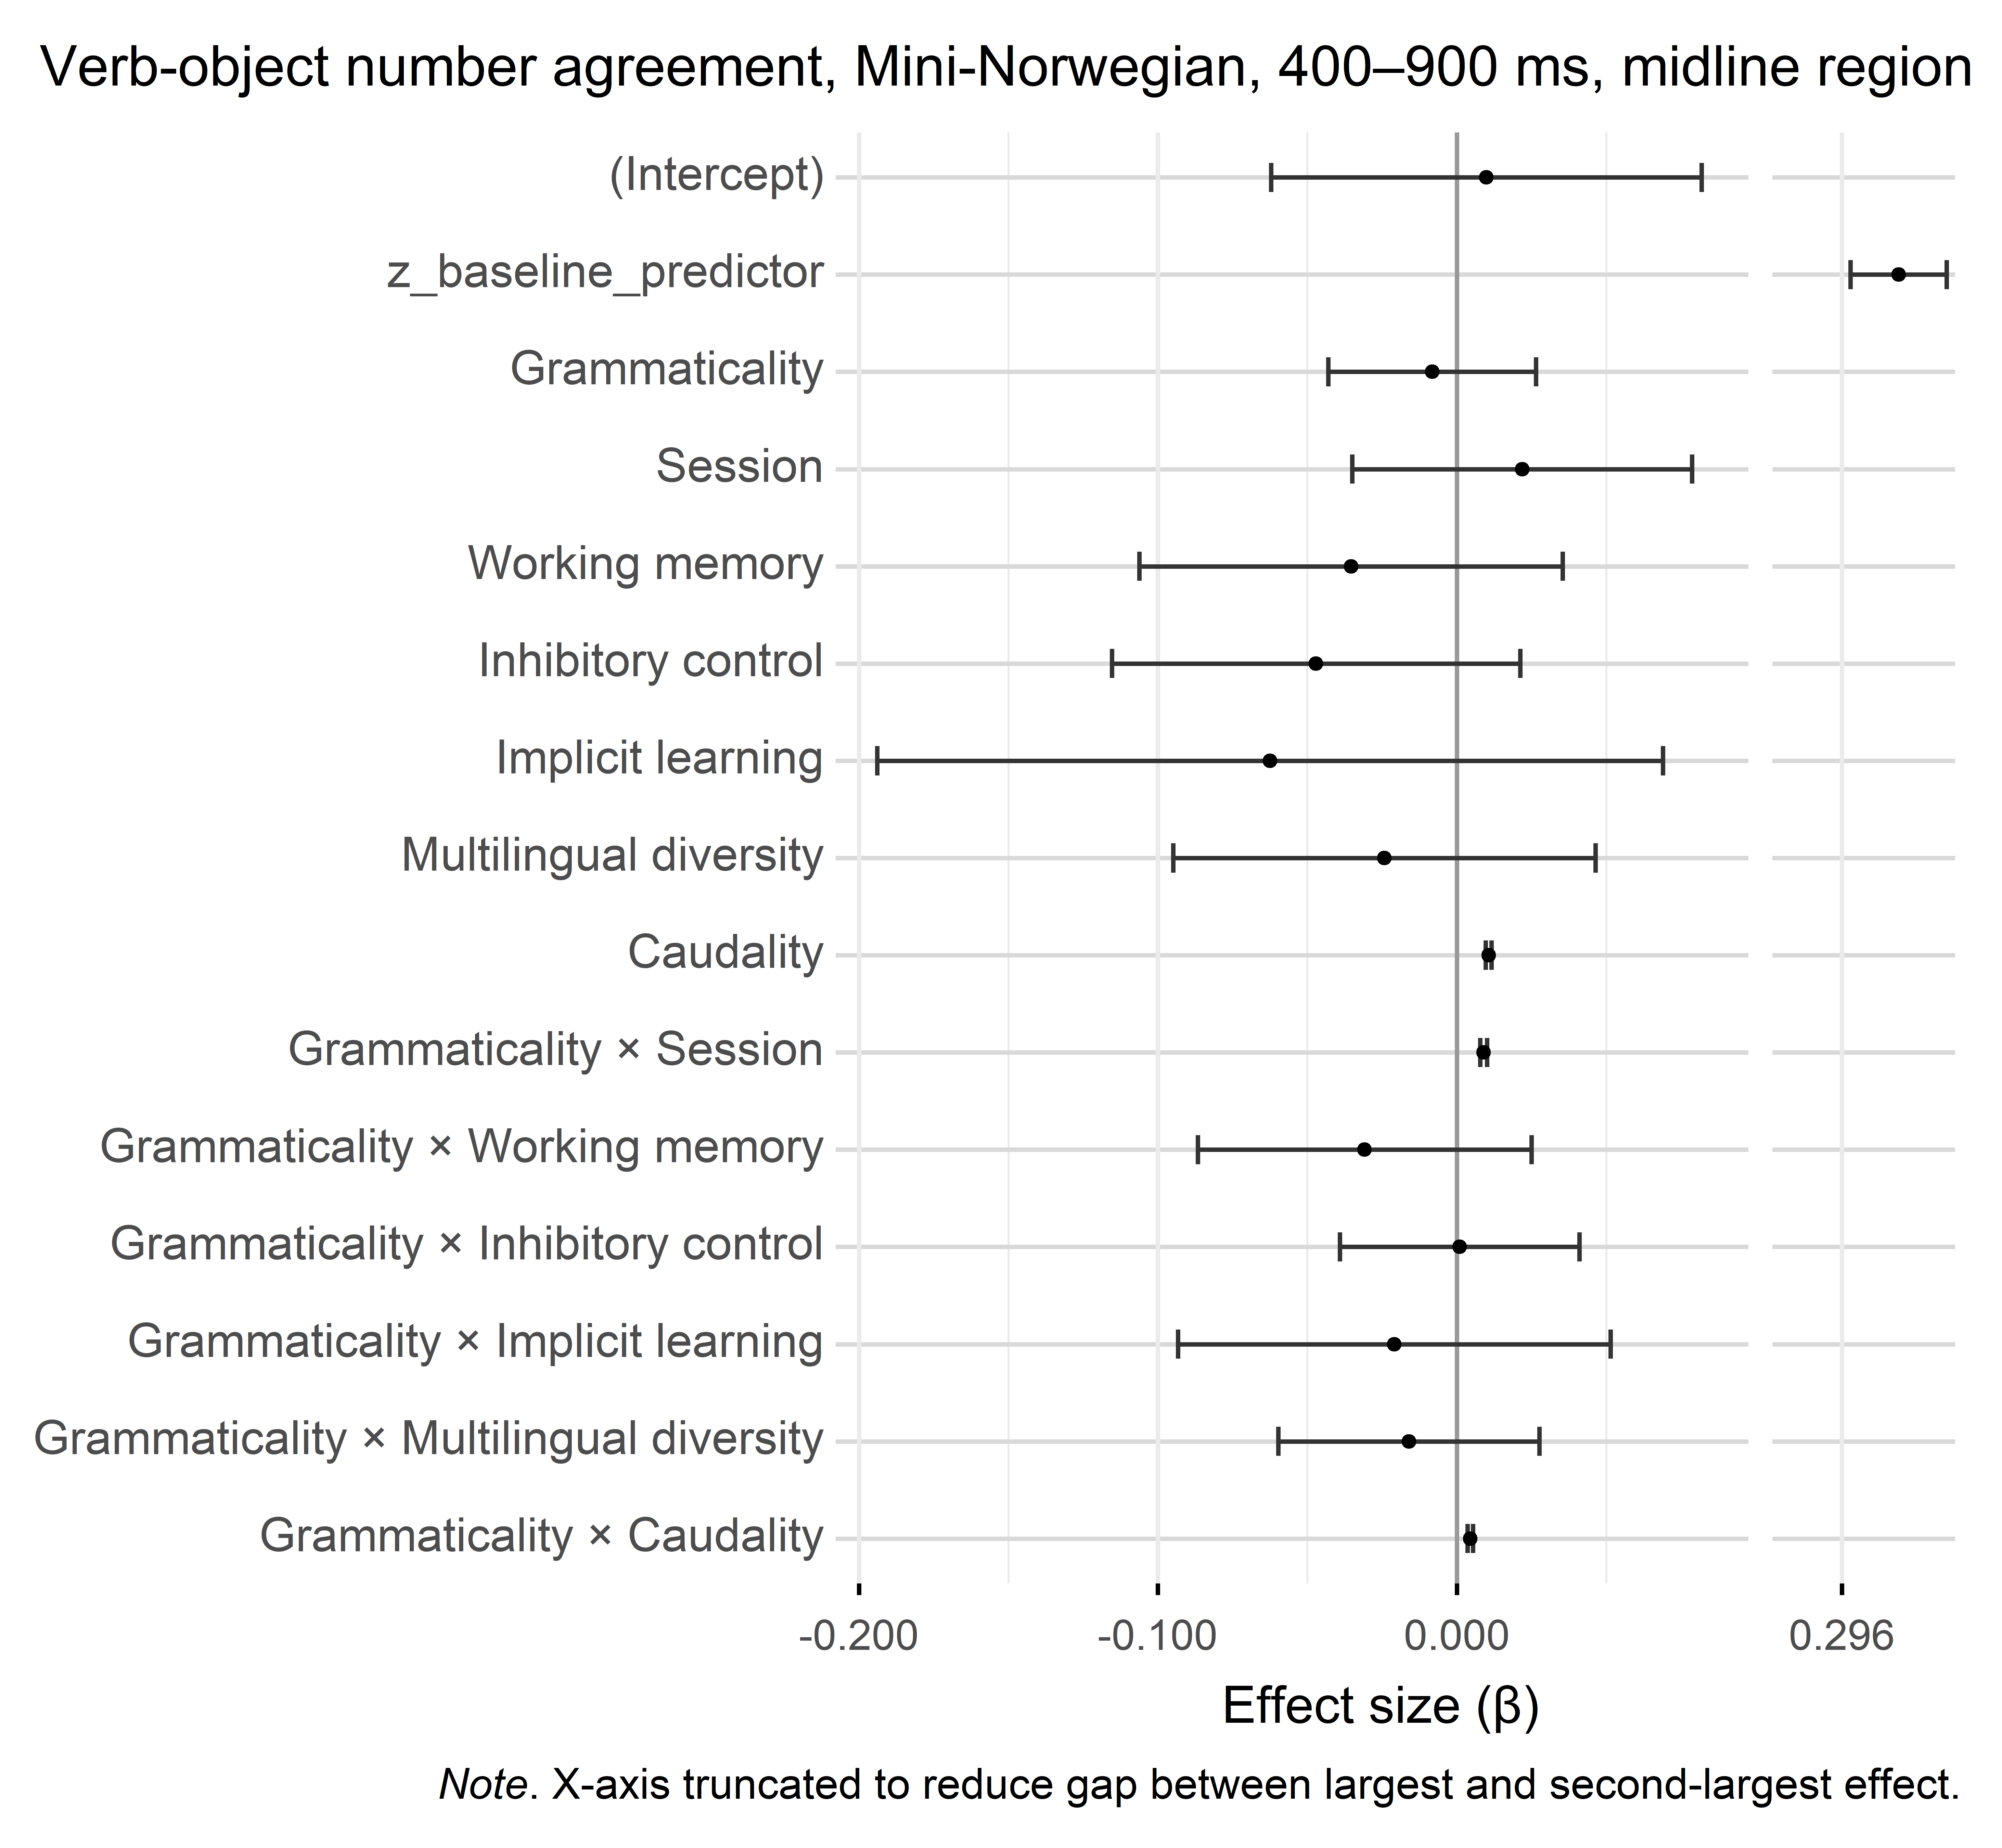 Verb-object number agreement, Mini-Norwegian, 400–900 ms, midline region
(Intercept)
z_baseline_predictor
Grammaticality
Session
Working memory
Inhibitory control
Implicit learning
Multilingual diversity
Caudality
Grammaticality × Session
Grammaticality × Working memory
Grammaticality × Inhibitory control
Grammaticality × Implicit learning
Grammaticality × Multilingual diversity
Grammaticality × Caudality
-0.200 -0.100 0.000 0.296
Effect size (β)
Note. X-axis truncated to reduce gap between largest and second-largest effect.